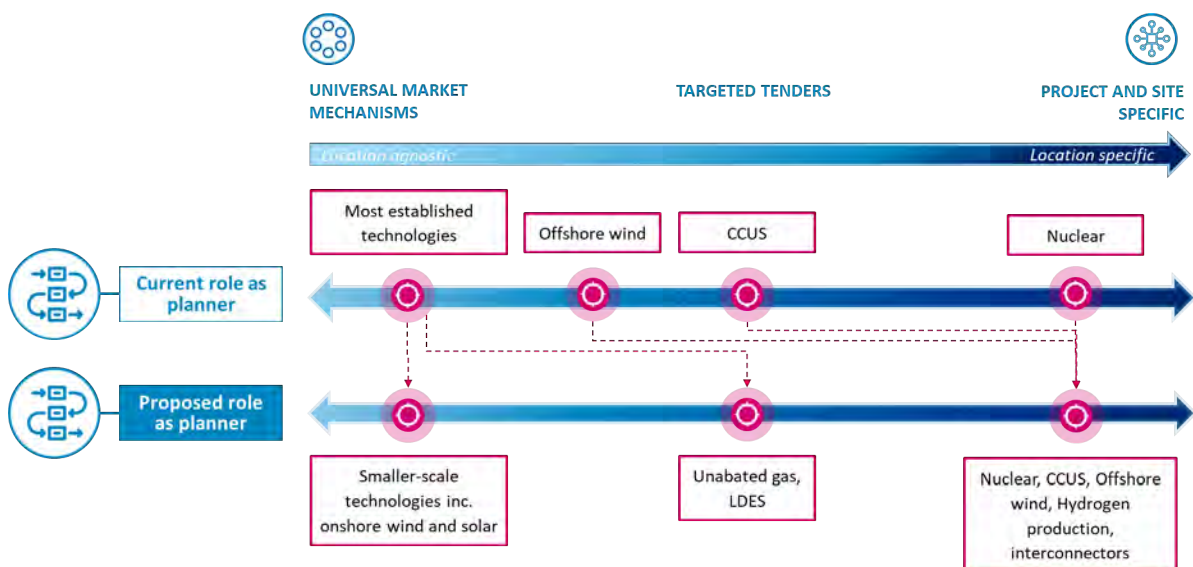 UNIVERSAL MARKET
MECHANISMS
TARGETED TENDERS
PROJECT AND SITE
SPECIFIC
Location agnostic
Location specific
Most established
technologies
Offshore wind
CCUS
Nuclear
Current role as
planner
Proposed role
as planner
Smaller-scale
technologies inc.
onshore wind and solar
Unabated gas,
LDES
Nuclear, CCUS, Offshore
wind, Hydrogen
production,
interconnectors